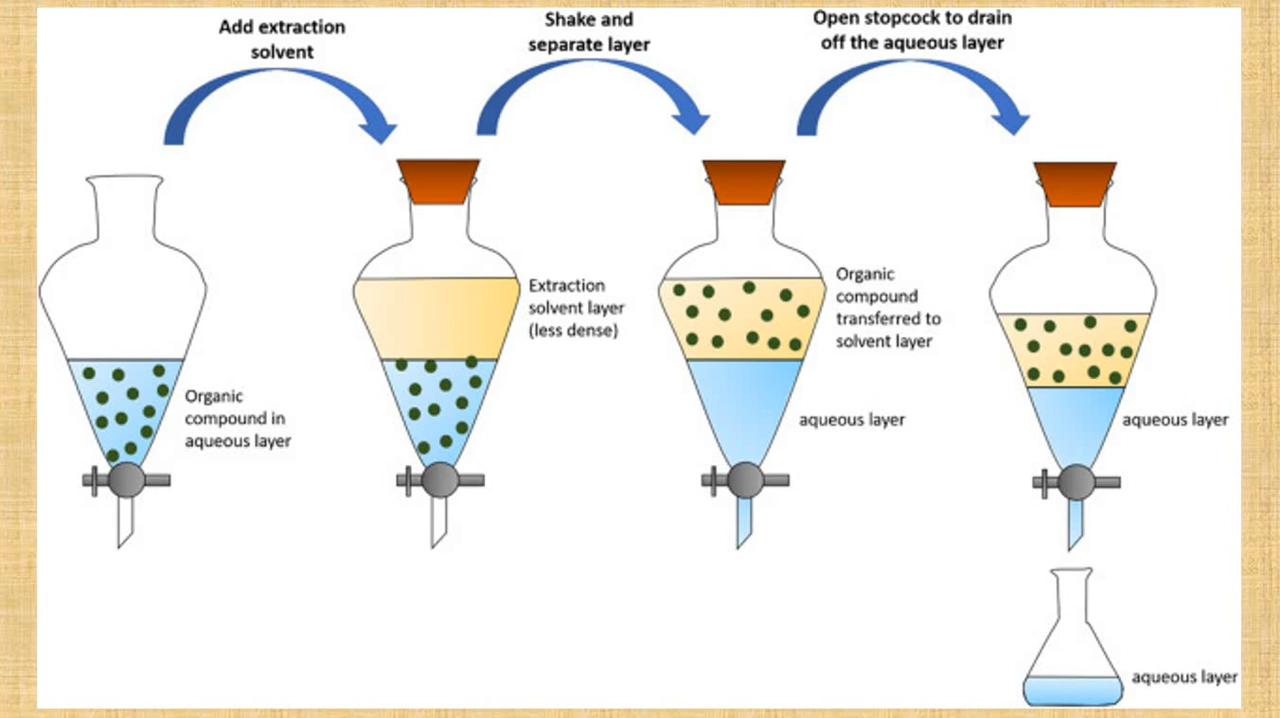 Add extraction
solvent
Shake and
separate layer
Open stopcock to drain
off the aqueous layer
Organic
compound in
aqueous layer
Extraction
solvent layer
(less dense)
Organic
compound
transferred to
solvent layer
aqueous layer
aqueous layer
aqueous layer